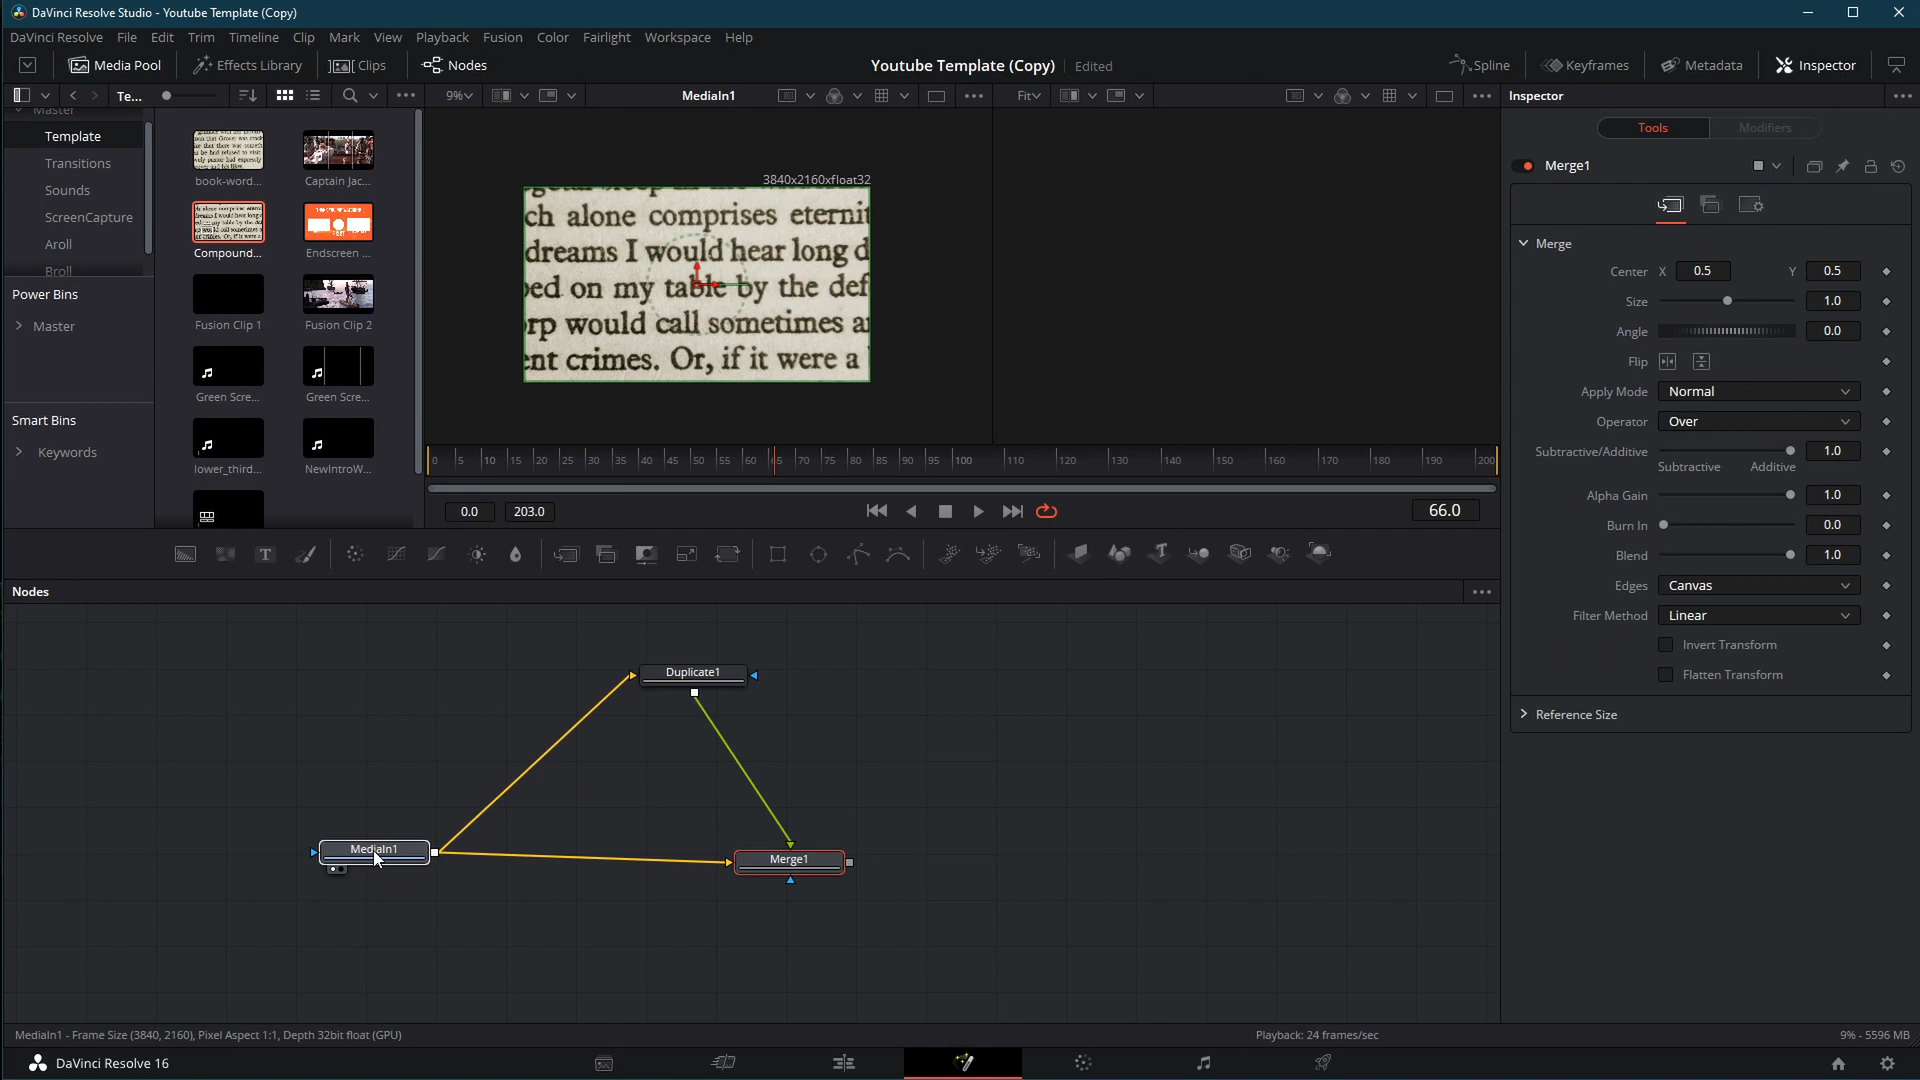 DaVinci Resolve Studio - Youtube Template (Copy)
DaVinci Resolve File Edit Trim Timeline Clip Mark View Playback Fusion Color Fairlight Workspace Help
Media Pool Effects Library Clips Nodes Youtube Template (Copy) Edited Spline Keyframes Metadata Inspector
Te... 9% MediaIn1 Fit Inspector
Master
Template
Transitions
Sounds
ScreenCapture
Aroll
Broll
Power Bins
Master
Smart Bins
Keywords
book-word... Captain Jac...
Compound... Endscreen ...
Fusion Clip 1 Fusion Clip 2
Green Scre... Green Scre...
lower_third... NewIntroW...
3840x2160xfloat32
ch alone comprises eternit
dreams I would hear long d
ped on my table by the def
rp would call sometimes a
ent crimes. Or, if it were a
0 5 10 15 20 25 30 35 40 45 50 55 60 65 70 75 80 85 90 95 100 110 120 130 140 150 160 170 180 190 200
0.0 203.0 66.0
Tools Modifiers
Merge1
Merge
Center X 0.5 Y 0.5
Size 1.0
Angle 0.0
Flip
Apply Mode Normal
Operator Over
Subtractive/Additive 1.0
Subtractive Additive
Alpha Gain 1.0
Burn In 0.0
Blend 1.0
Edges Canvas
Filter Method Linear
Invert Transform
Flatten Transform
Reference Size
T
Nodes
Duplicate1
MediaIn1
Merge1
MediaIn1 - Frame Size (3840, 2160), Pixel Aspect 1:1, Depth 32bit float (GPU) Playback: 24 frames/sec 9% - 5596 MB
DaVinci Resolve 16